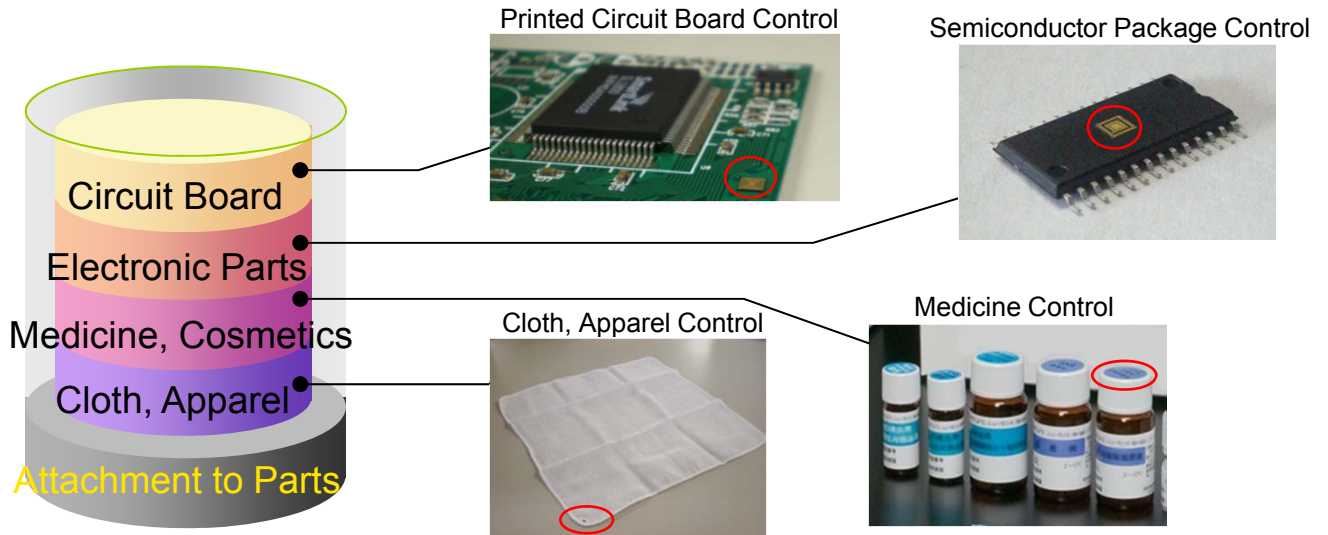 Printed Circuit Board Control
Semiconductor Package Control
Circuit Board
Electronic Parts
Medicine, Cosmetics
Cloth, Apparel
Attachment to Parts
Cloth, Apparel Control
Medicine Control